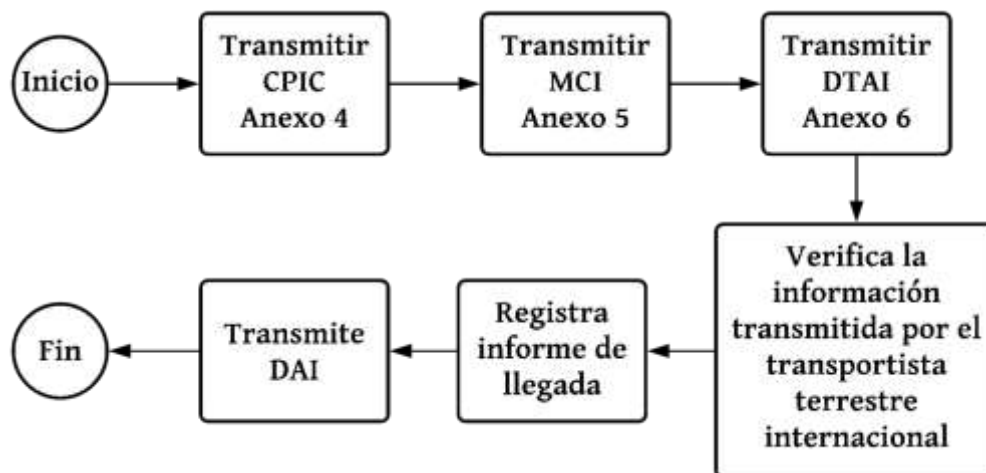 Inicio
Transmitir
CPIC
Anexo 4
Transmitir
MCI
Anexo 5
Transmitir
DTAI
Anexo 6
Verifica la
información
transmitida por el
transportista
terrestre
internacional
Registra
informe de
llegada
Transmite
DAI
Fin